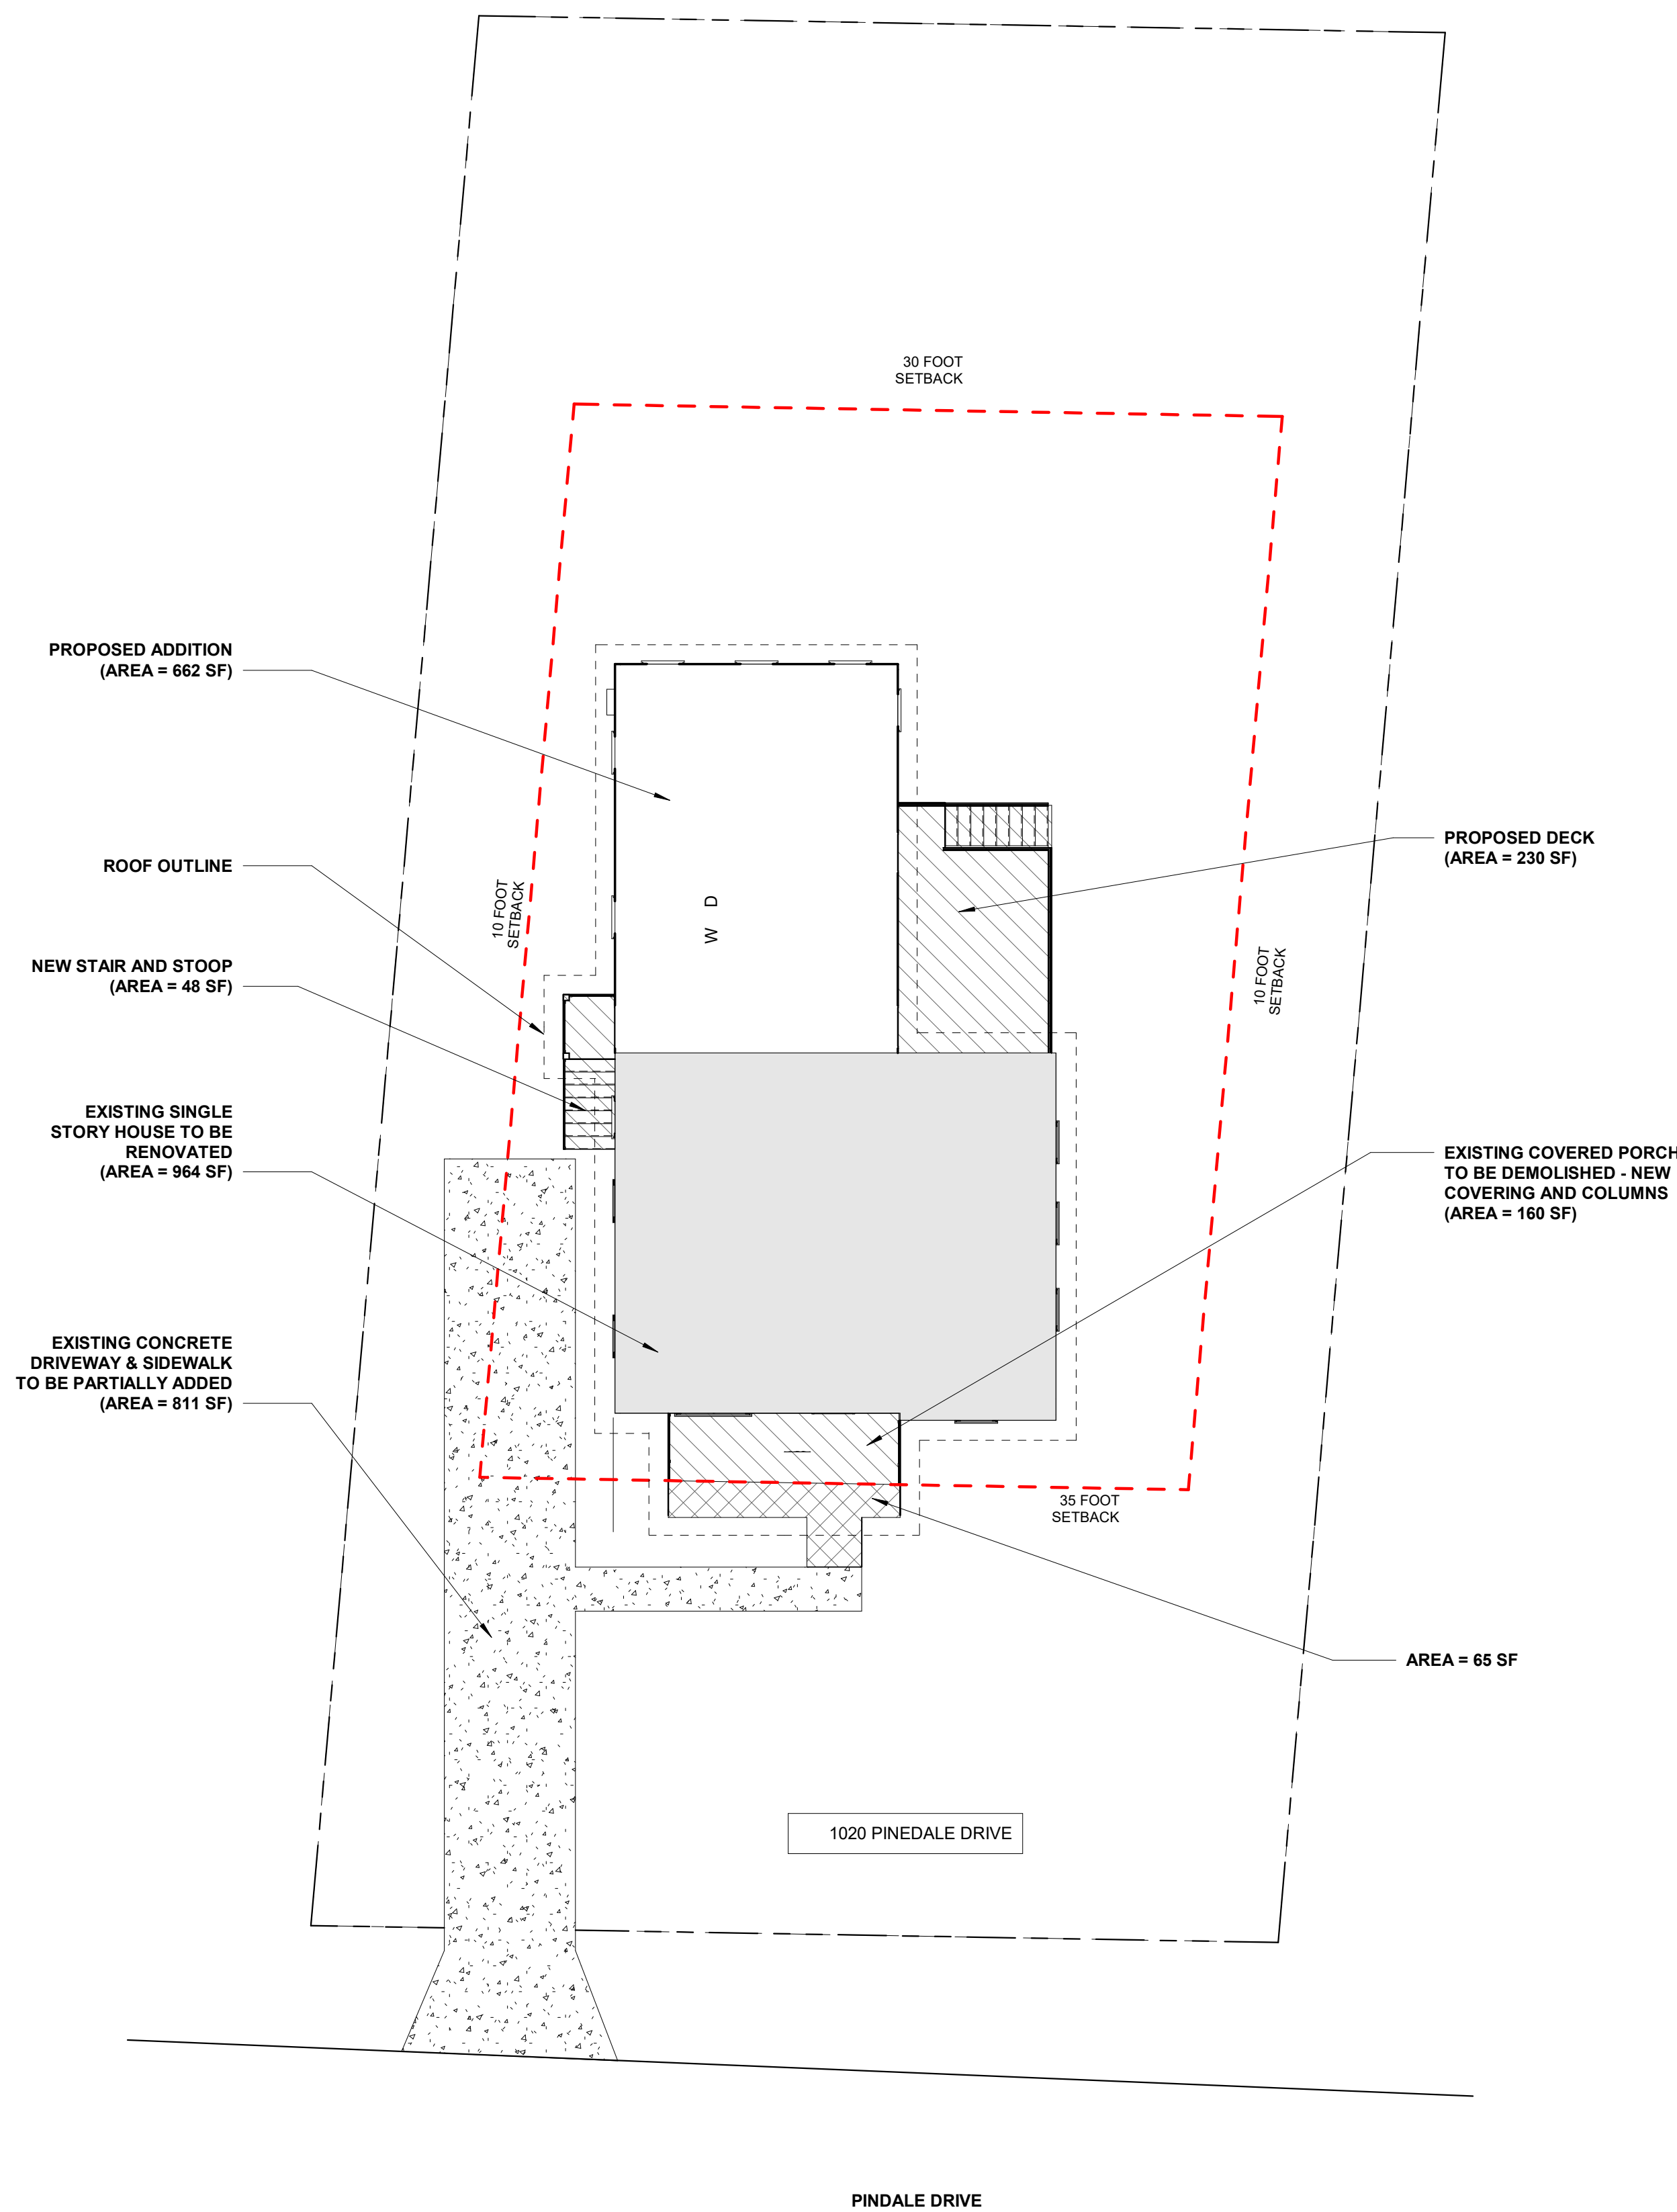 30 FOOT
SETBACK
PROPOSED ADDITION
(AREA = 662 SF)
PROPOSED DECK
(AREA = 230 SF)
ROOF OUTLINE
10 FOOT
SETBACK
W D
NEW STAIR AND STOOP
(AREA = 48 SF)
10 FOOT
SETBACK
EXISTING SINGLE
STORY HOUSE TO BE
RENOVATED
(AREA = 964 SF)
EXISTING COVERED PORCH
TO BE DEMOLISHED - NEW
COVERING AND COLUMNS
(AREA = 160 SF)
EXISTING CONCRETE
DRIVEWAY & SIDEWALK
TO BE PARTIALLY ADDED
(AREA = 811 SF)
35 FOOT
SETBACK
AREA = 65 SF
1020 PINEDALE DRIVE
PINDALE DRIVE